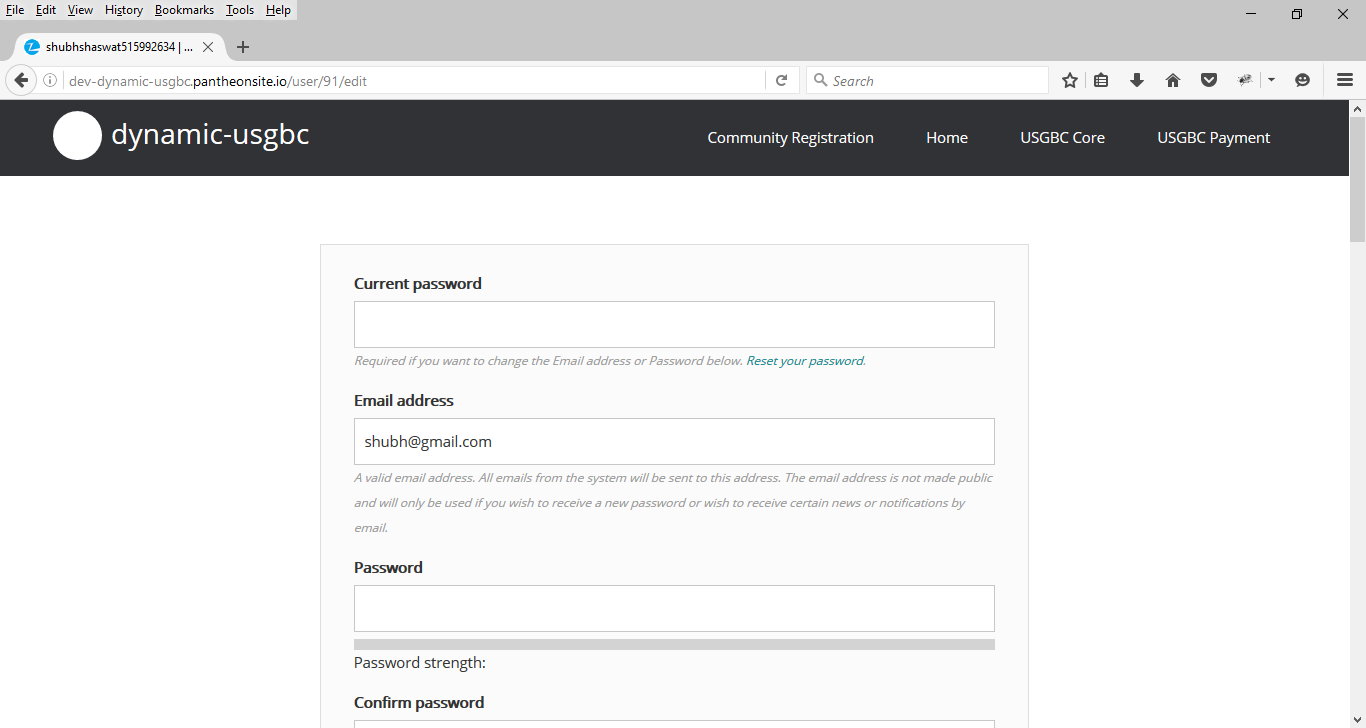 File Edit View History Bookmarks Tools Help
shubhshaswat515992634 | ...
dev-dynamic-usgbc.pantheonsite.io/user/91/edit
Search
dynamic-usgbc
Community Registration Home USGBC Core USGBC Payment
Current password
Required if you want to change the Email address or Password below. Reset your password.
Email address
shubh@gmail.com
A valid email address. All emails from the system will be sent to this address. The email address is not made public
and will only be used if you wish to receive a new password or wish to receive certain news or notifications by
email.
Password
Password strength:
Confirm password